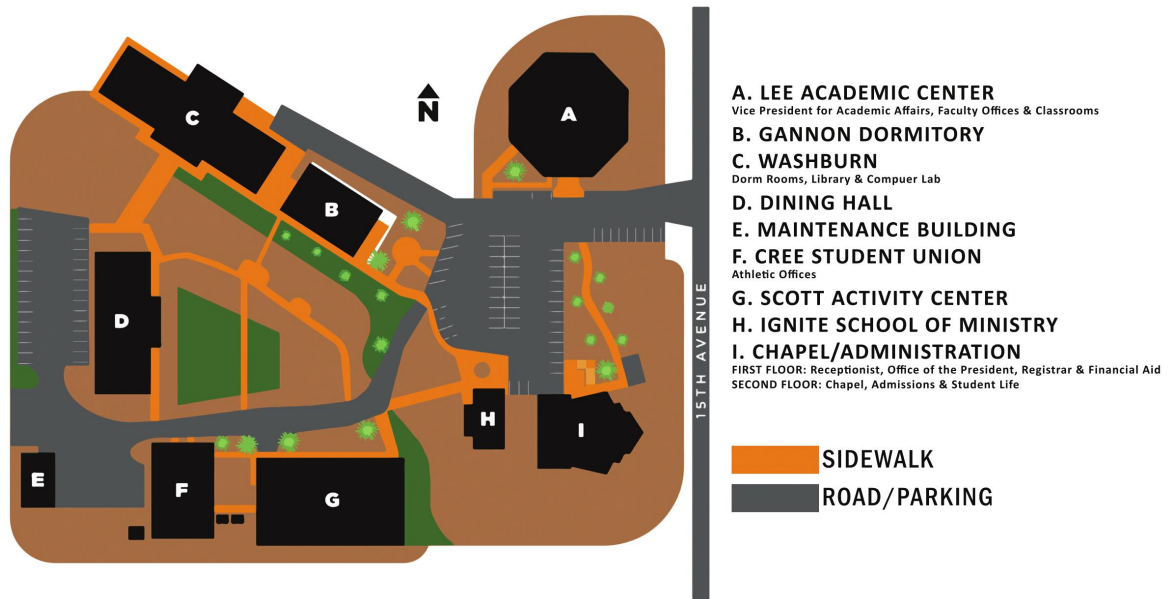 C
N
A
B
D
H
I
E
F
G
15TH AVENUE
A. LEE ACADEMIC CENTER
Vice President for Academic Affairs, Faculty Offices & Classrooms
B. GANNON DORMITORY
C. WASHBURN
Dorm Rooms, Library & Compuer Lab
D. DINING HALL
E. MAINTENANCE BUILDING
F. CREE STUDENT UNION
Athletic Offices
G. SCOTT ACTIVITY CENTER
H. IGNITE SCHOOL OF MINISTRY
I. CHAPEL/ADMINISTRATION
FIRST FLOOR: Receptionist, Office of the President, Registrar & Financial Aid
SECOND FLOOR: Chapel, Admissions & Student Life
SIDEWALK
ROAD/PARKING